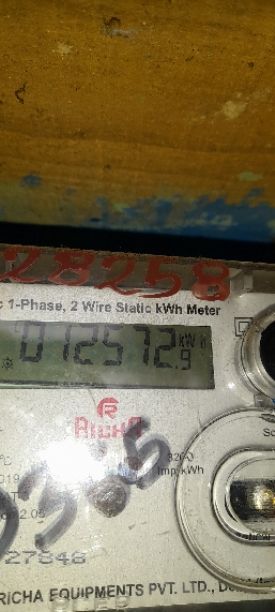 28258
c 1-Phase, 2 Wire Static kWh Meter
012572.9 kWh
RICHA
3200
Imp/kWh
27848
RICHA EQUIPMENTS PVT. LTD.,